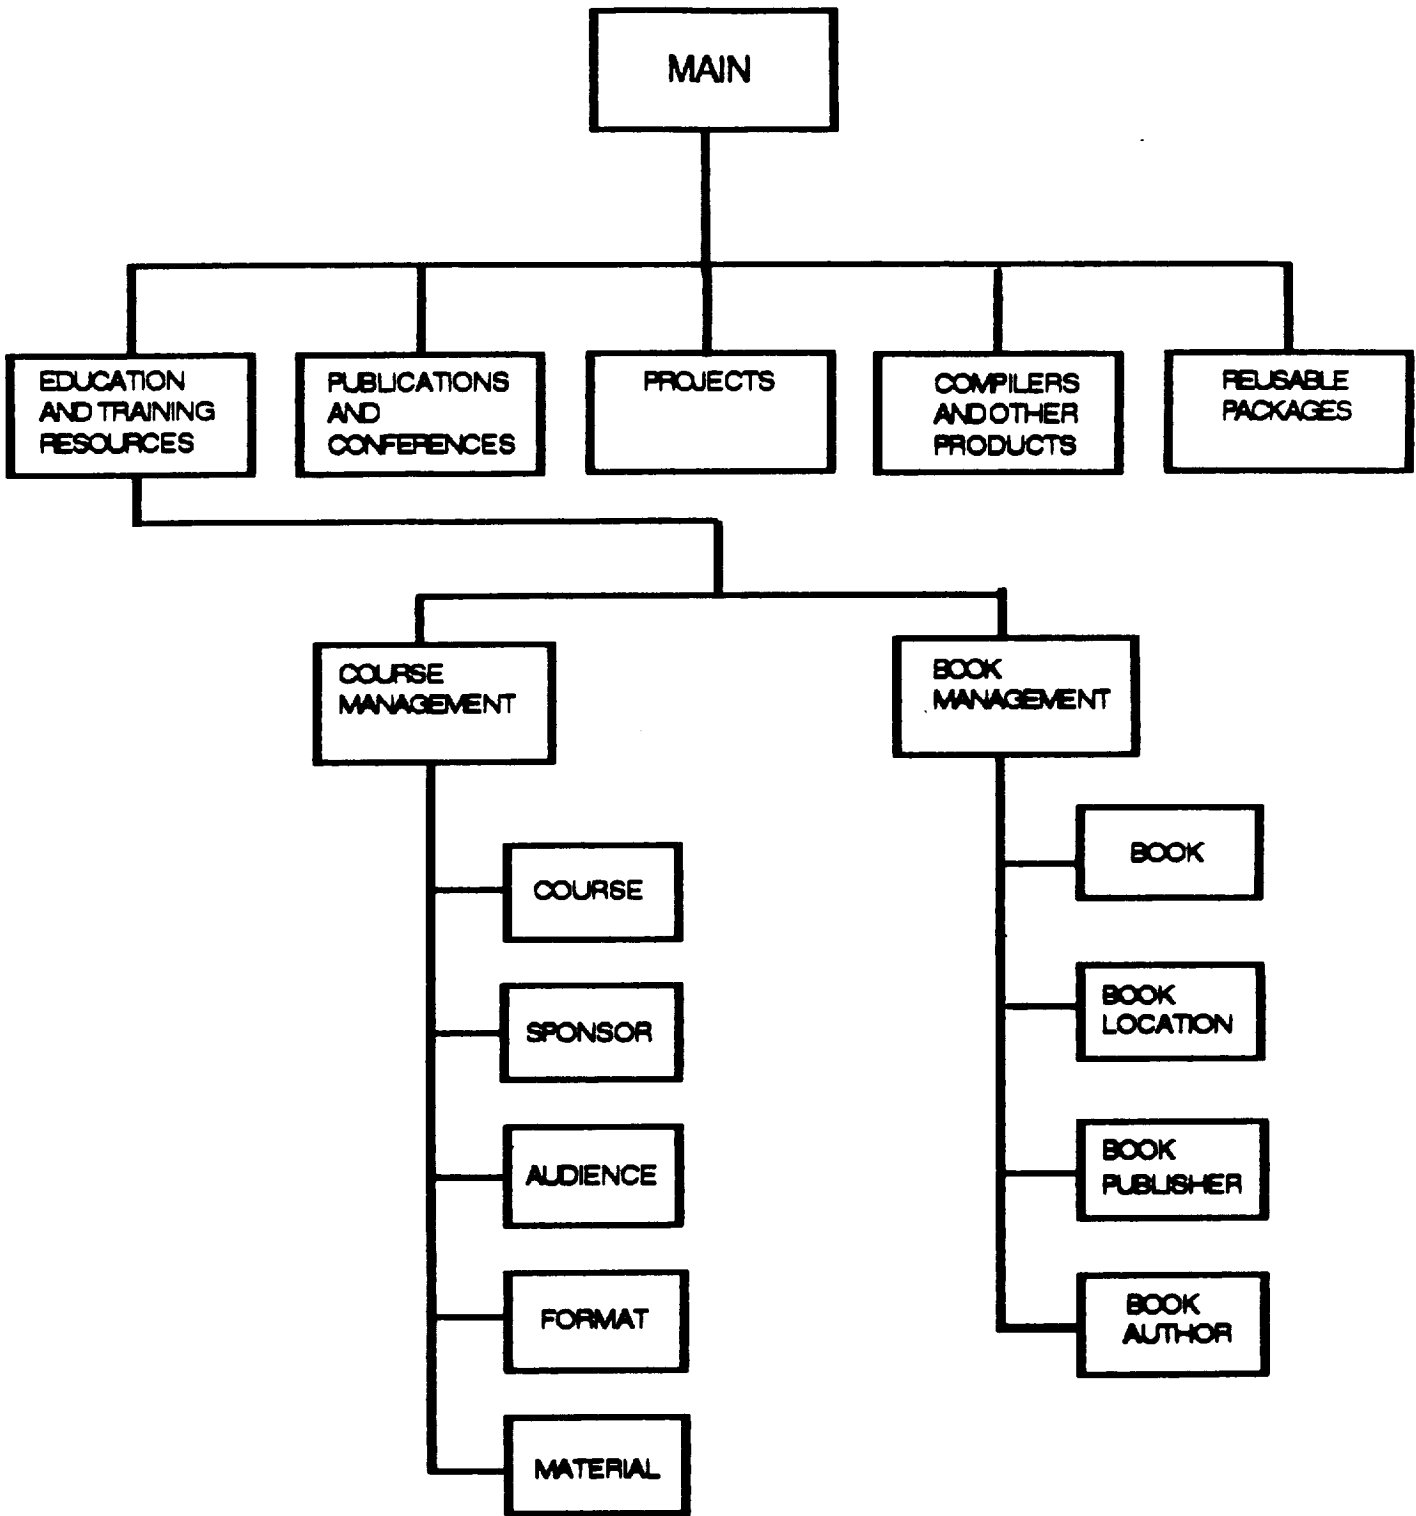 MAIN
EDUCATION
AND TRAINING
RESOURCES
PUBLICATIONS
AND
CONFERENCES
PROJECTS
COMPILERS
AND OTHER
PRODUCTS
REUSABLE
PACKAGES
COURSE
MANAGEMENT
COURSE
SPONSOR
AUDIENCE
FORMAT
MATERIAL
BOOK
MANAGEMENT
BOOK
BOOK
LOCATION
BOOK
PUBLISHER
BOOK
AUTHOR